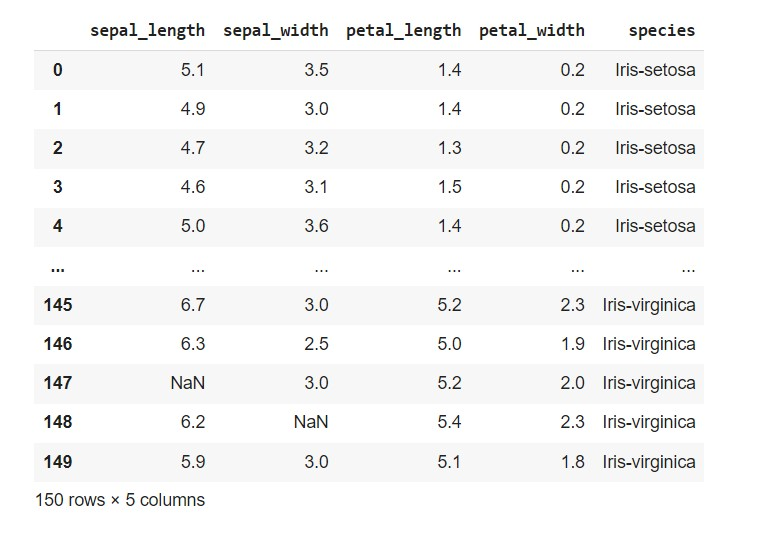 sepal_length sepal_width petal_length petal_width species
0 5.1 3.5 1.4 0.2 Iris-setosa
1 4.9 3.0 1.4 0.2 Iris-setosa
2 4.7 3.2 1.3 0.2 Iris-setosa
3 4.6 3.1 1.5 0.2 Iris-setosa
4 5.0 3.6 1.4 0.2 Iris-setosa
... ... ... ... ... ...
145 6.7 3.0 5.2 2.3 Iris-virginica
146 6.3 2.5 5.0 1.9 Iris-virginica
147 NaN 3.0 5.2 2.0 Iris-virginica
148 6.2 NaN 5.4 2.3 Iris-virginica
149 5.9 3.0 5.1 1.8 Iris-virginica
150 rows × 5 columns